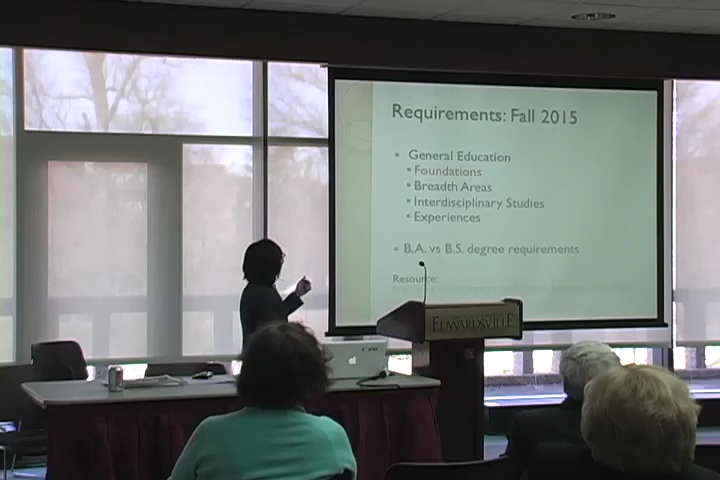 Requirements: Fall 2015
• General Education
▪ Foundations
▪ Breadth Areas
▪ Interdisciplinary Studies
▪ Experiences
• B.A. vs B.S. degree requirements
Resource:
EDWARDSVILLE